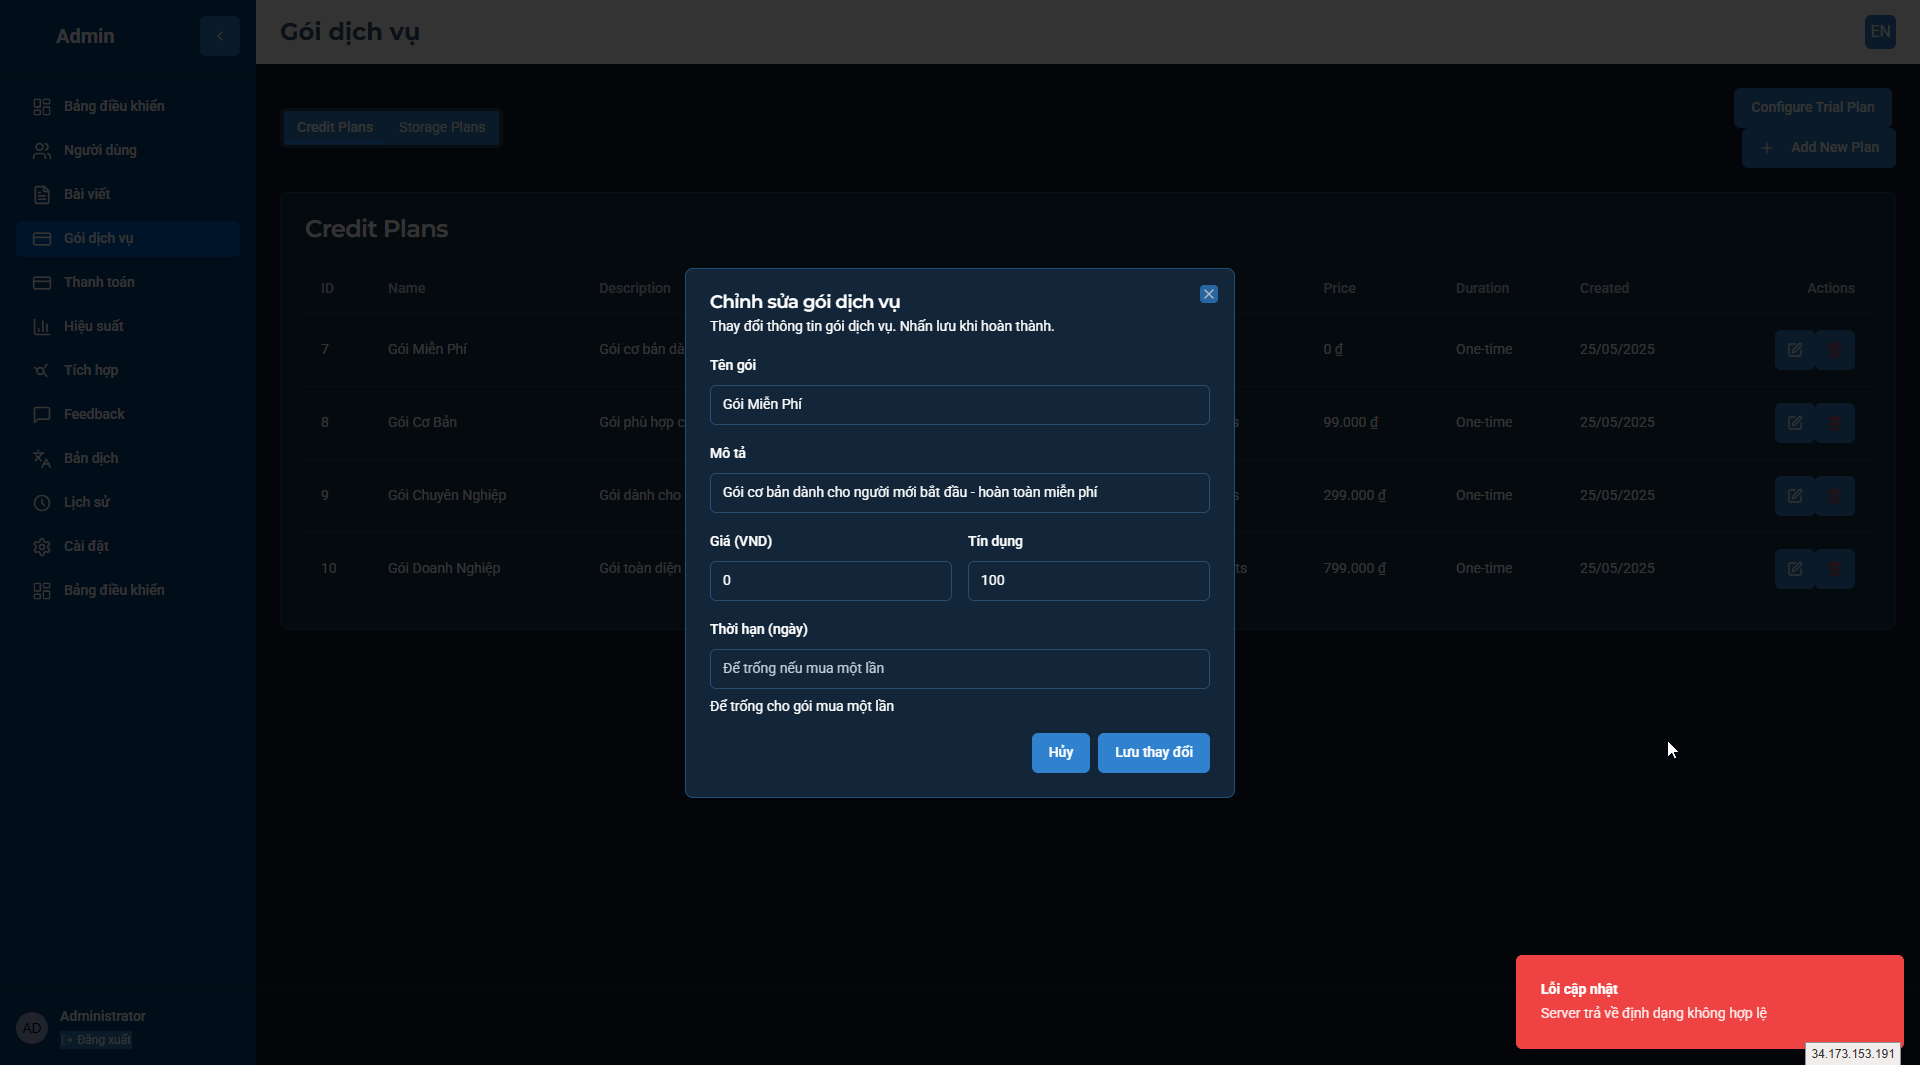 Admin
Gói dịch vụ
EN
Bảng điều khiển
Người dùng
Bài viết
Gói dịch vụ
Thanh toán
Hiệu suất
Tích hợp
Feedback
Bản dịch
Lịch sử
Cài đặt
Bảng điều khiển
AD
Administrator
Đăng xuất
Credit Plans
Storage Plans
Configure Trial Plan
Add New Plan
Credit Plans
ID Name Description Price Duration Created Actions
7 Gói Miễn Phí Gói cơ bản dà 0 ₫ One-time 25/05/2025
8 Gói Cơ Bản Gói phù hợp c s 99.000 ₫ One-time 25/05/2025
9 Gói Chuyên Nghiệp Gói dành cho s 299.000 ₫ One-time 25/05/2025
10 Gói Doanh Nghiệp Gói toàn diện ts 799.000 ₫ One-time 25/05/2025
Chỉnh sửa gói dịch vụ
Thay đổi thông tin gói dịch vụ. Nhấn lưu khi hoàn thành.
Tên gói
Gói Miễn Phí
Mô tả
Gói cơ bản dành cho người mới bắt đầu - hoàn toàn miễn phí
Giá (VND) Tín dụng
0 100
Thời hạn (ngày)
Để trống nếu mua một lần
Để trống cho gói mua một lần
Hủy Lưu thay đổi
Lỗi cập nhật
Server trả về định dạng không hợp lệ
34.173.153.191